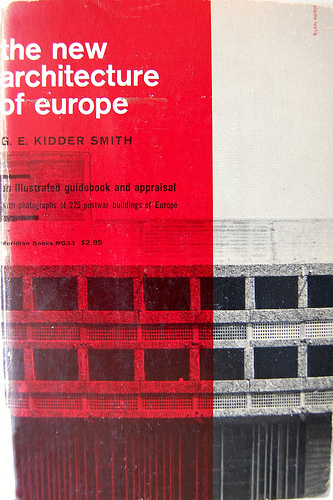 the new
architecture
of europe
G. E. KIDDER SMITH
an illustrated guidebook and appraisal
with photographs of 225 postwar buildings of Europe
Meridian Books MG33 $2.95